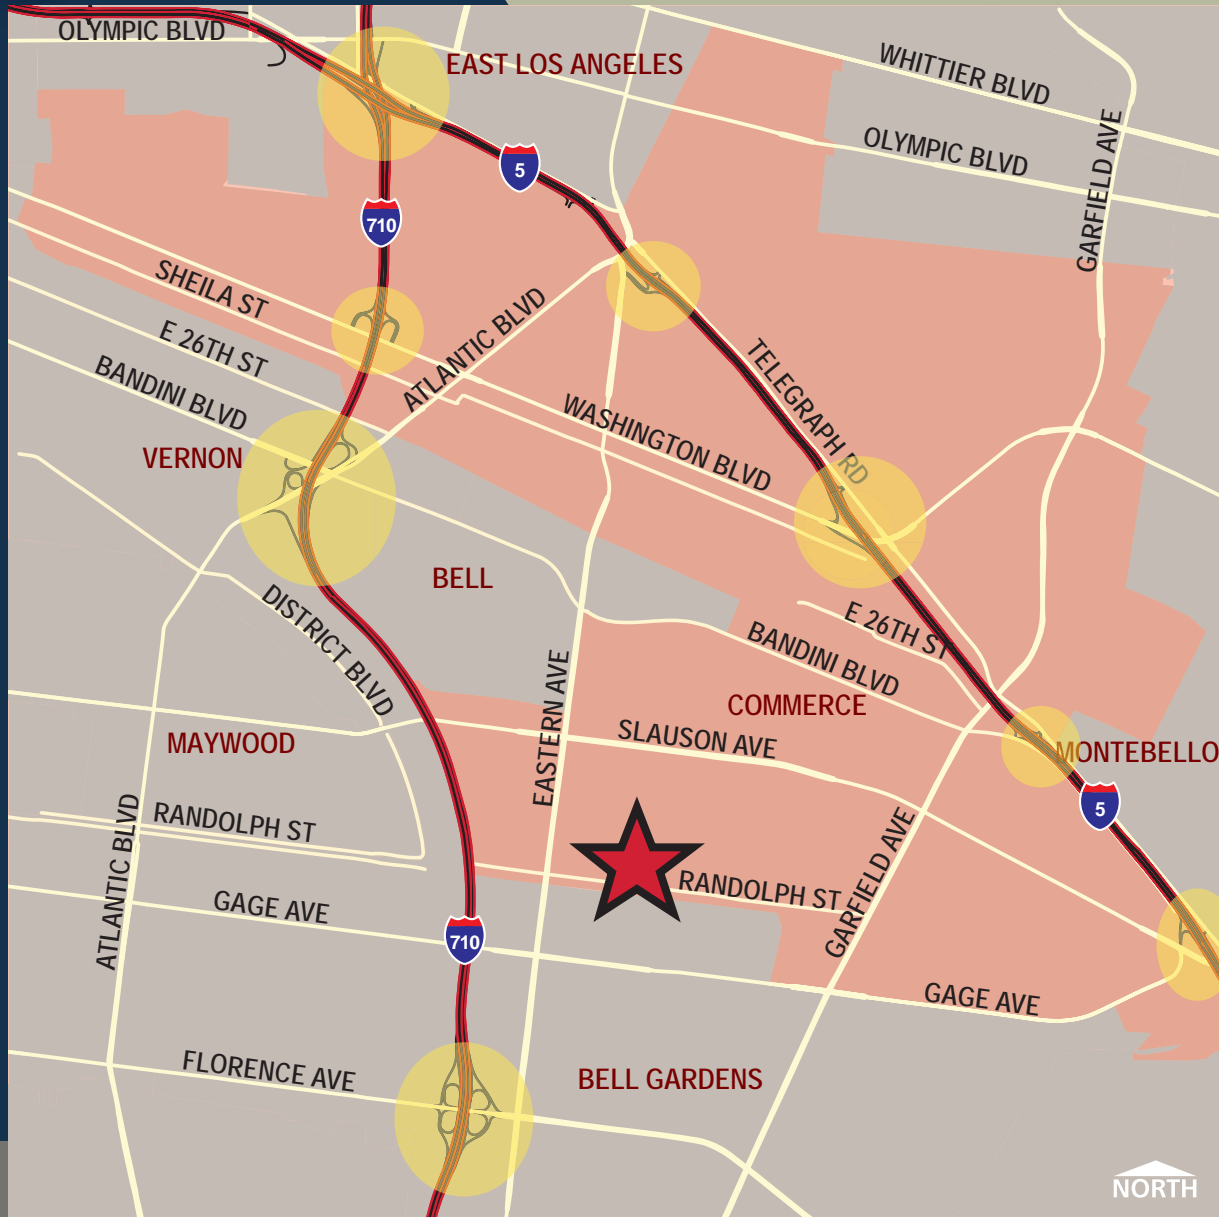 OLYMPIC BLVD
EAST LOS ANGELES
WHITTIER BLVD
OLYMPIC BLVD
GARFIELD AVE
5
710
SHEILA ST
E 26TH ST
BANDINI BLVD
ATLANTIC BLVD
TELEGRAPH RD
WASHINGTON BLVD
VERNON
BELL
DISTRICT BLVD
E 26TH ST
BANDINI BLVD
COMMERCE
EASTERN AVE
SLAUSON AVE
MAYWOOD
MONTEBELLO
5
RANDOLPH ST
ATLANTIC BLVD
GARFIELD AVE
RANDOLPH ST
GAGE AVE
710
GAGE AVE
FLORENCE AVE
BELL GARDENS
NORTH